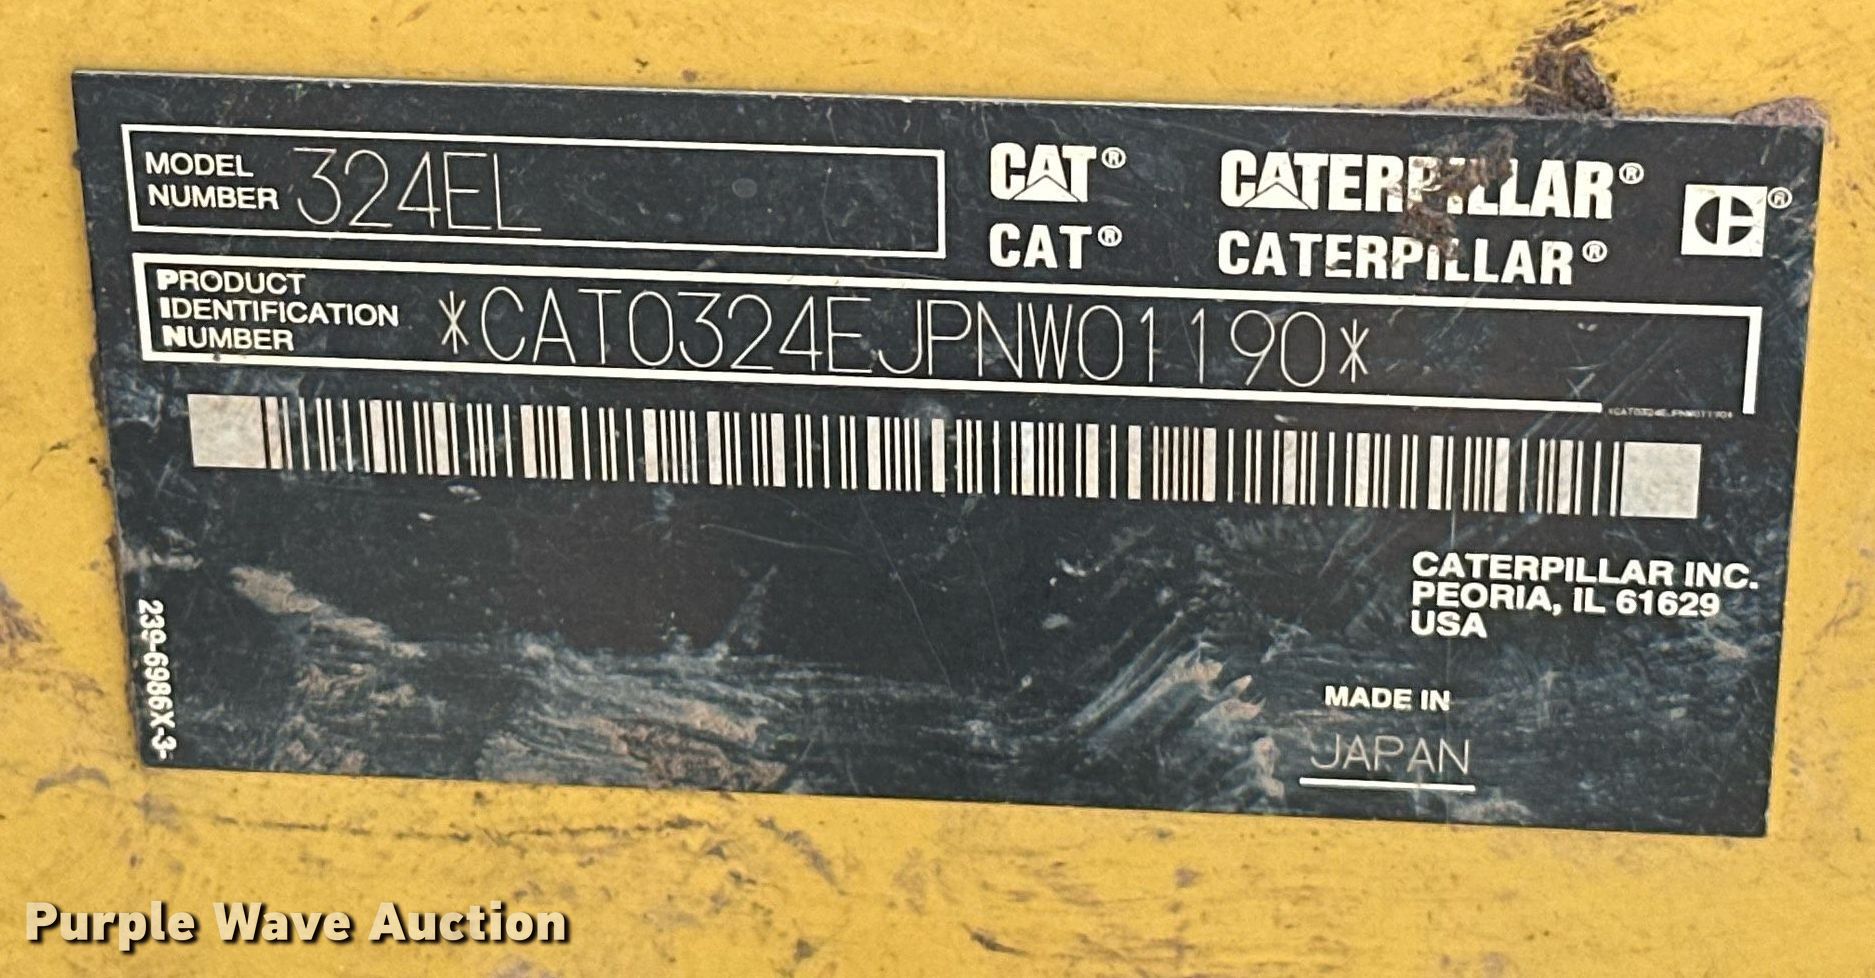 MODEL
NUMBER 324EL
CAT® CATERPILLAR® ®
CAT® CATERPILLAR®
PRODUCT
IDENTIFICATION
NUMBER *CAT0324EJPNW01190*
*CAT0324EJPNW01190*
CATERPILLAR INC.
PEORIA, IL 61629
USA
MADE IN
JAPAN
239-6986X-3
Purple Wave Auction